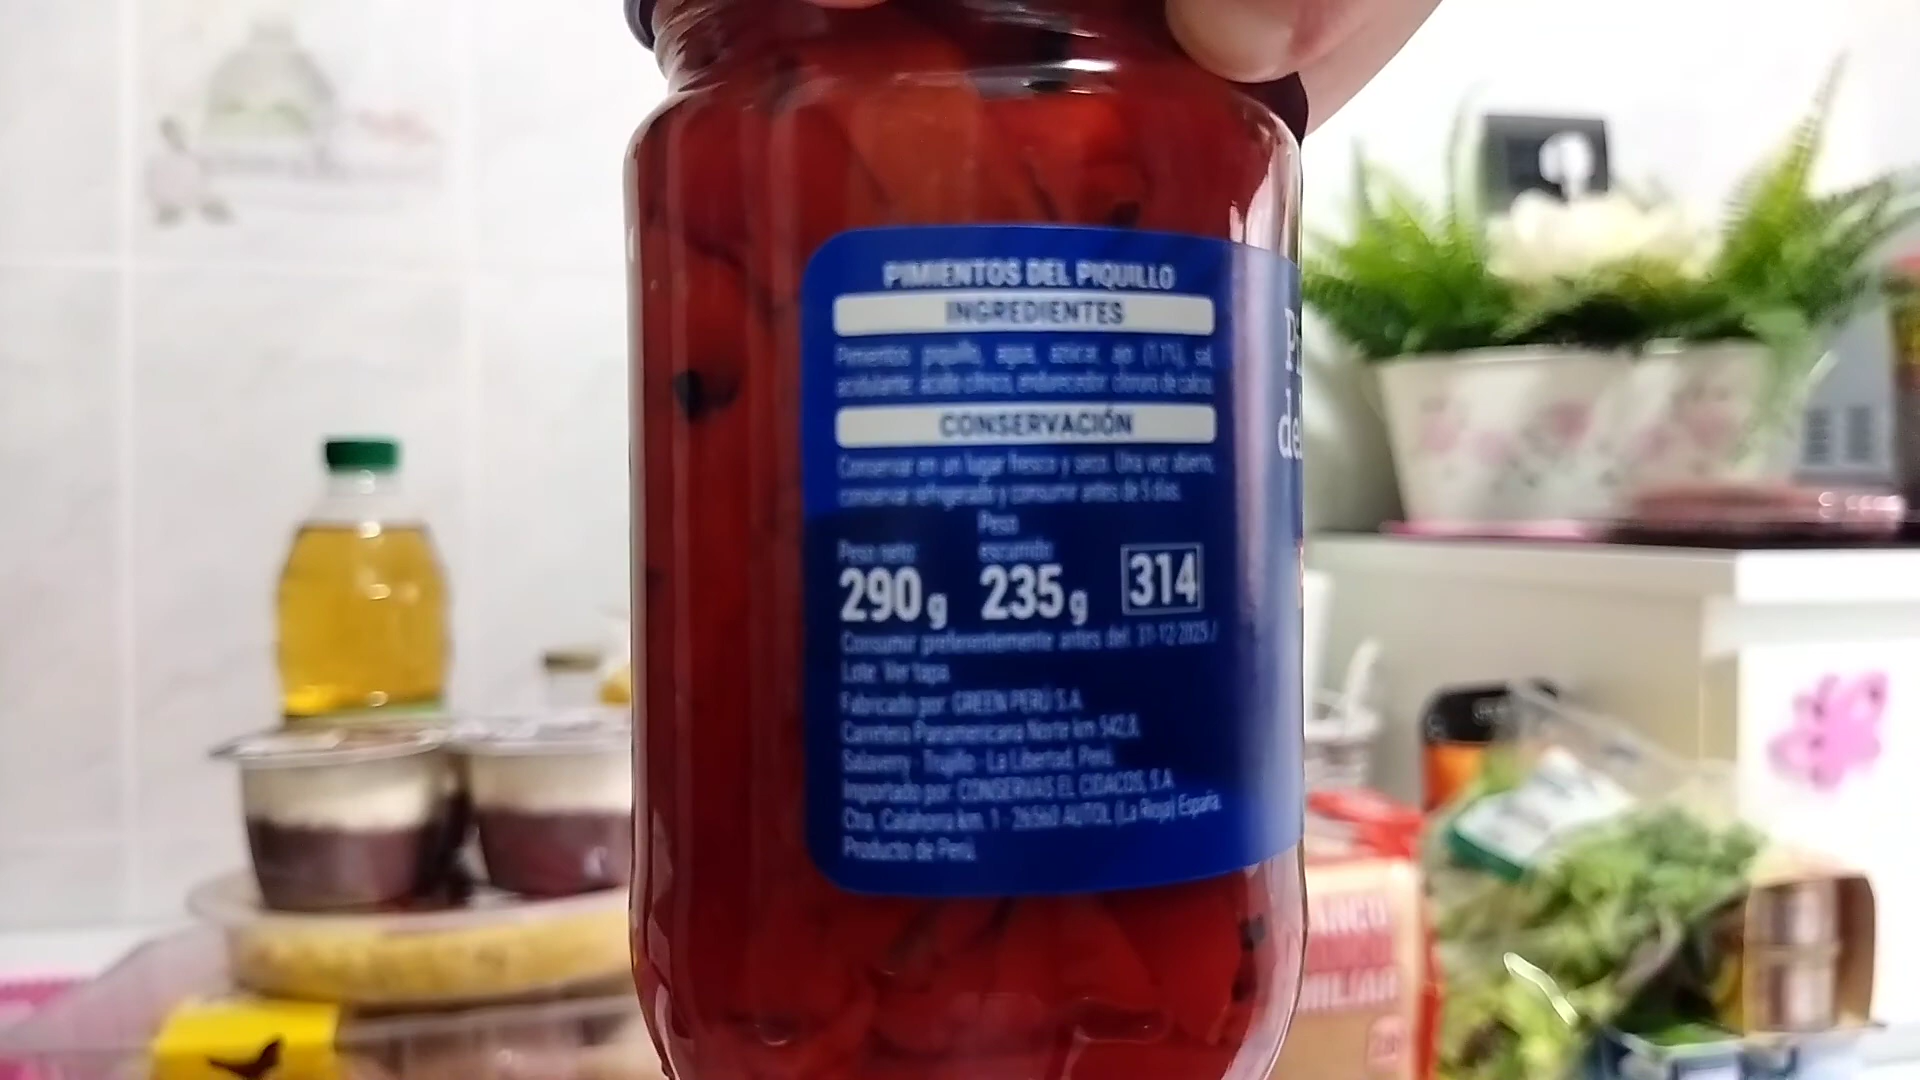 PIMIENTOS DEL PIQUILLO
INGREDIENTES
Pimientos piquillo, agua, azúcar, ajo (1.1%), sal,
acidulante: ácido cítrico, endurecedor: cloruro de calcio.
CONSERVACIÓN
Conservar en un lugar fresco y seco. Una vez abierto,
conservar refrigerado y consumir antes de 5 días.
Peso neto
290 g
Peso
escurrido
235 g
314
Consumir preferentemente antes del: 31-12-2025 /
Lote: Ver tapa.
Fabricado por: GREEN PERÚ S.A.
Carretera Panamericana Norte km 542,8,
Salaverry - Trujillo - La Libertad, Perú.
Importado por: CONSERVAS EL CIDACOS, S.A.
Ctra. Calahorra km. 1 - 26560 AUTOL (La Rioja) España.
Producto de Perú.